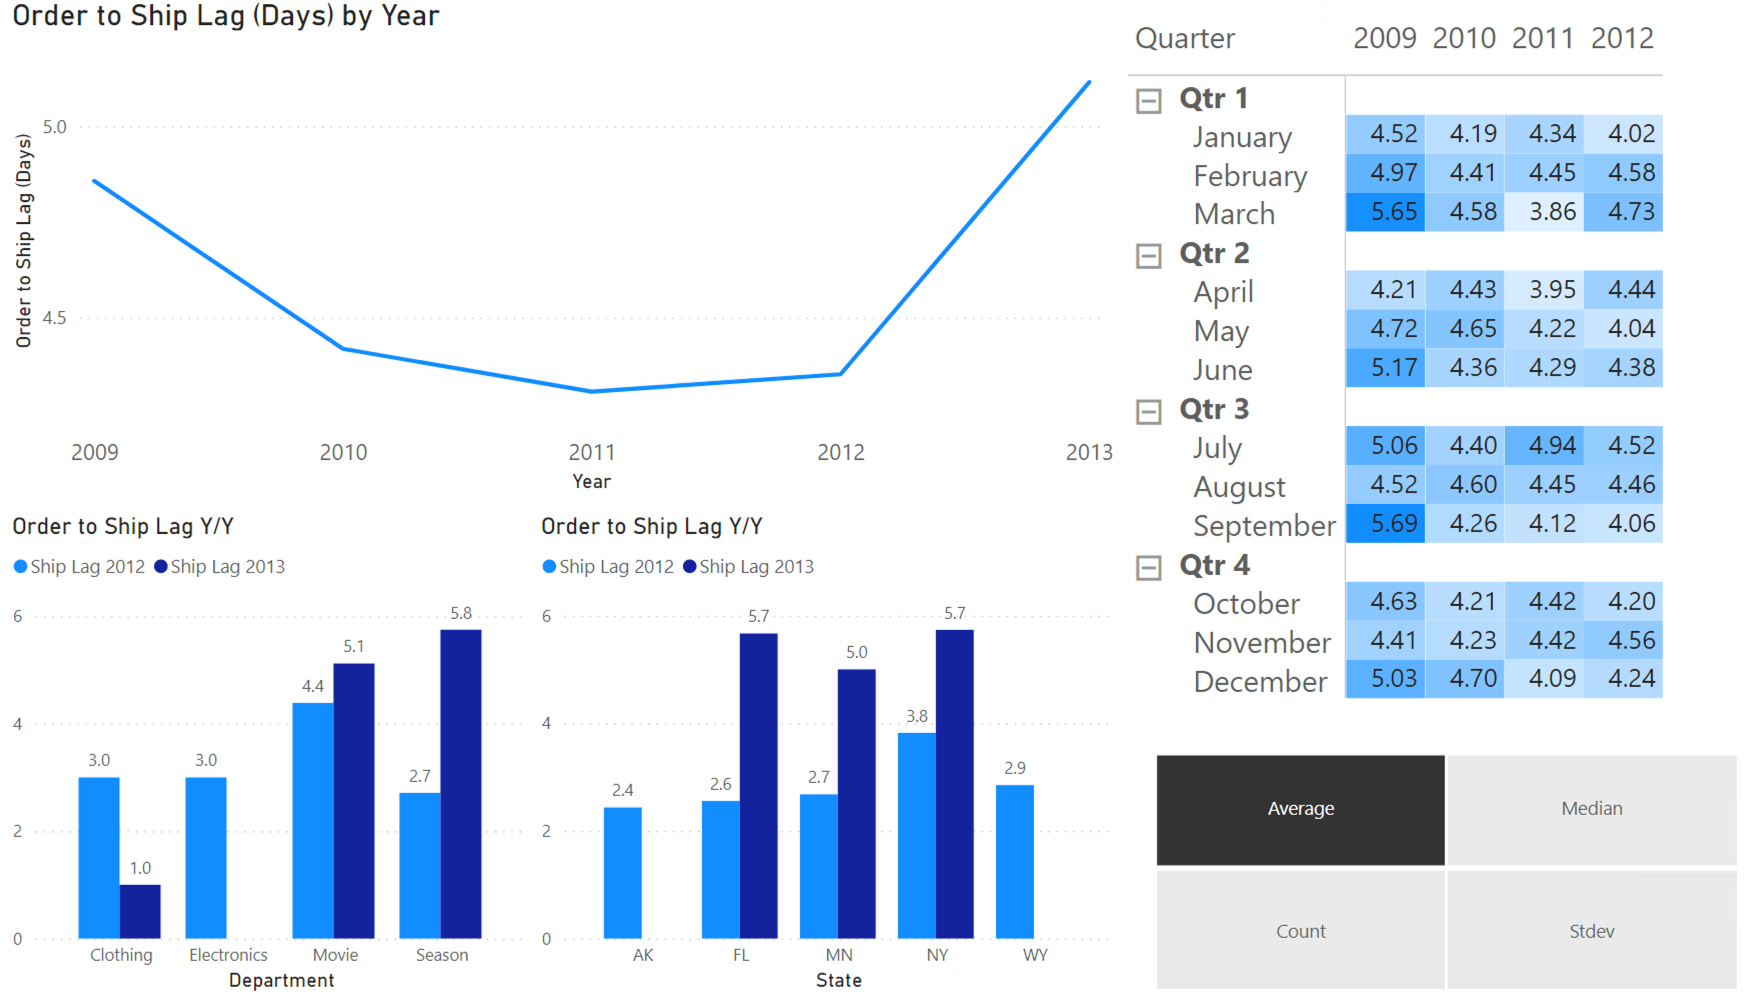 Order to Ship Lag (Days) by Year
Order to Ship Lag (Days)
5.0
4.5
2009 2010 2011 2012 2013
Year
Order to Ship Lag Y/Y
Ship Lag 2012 Ship Lag 2013
6
4
2
0
3.0 1.0 3.0 4.4 5.1 2.7 5.8
Clothing Electronics Movie Season
Department
Order to Ship Lag Y/Y
Ship Lag 2012 Ship Lag 2013
6
4
2
0
2.4 2.6 5.7 2.7 5.0 3.8 5.7 2.9
AK FL MN NY WY
State
Quarter 2009 2010 2011 2012
Qtr 1
January 4.52 4.19 4.34 4.02
February 4.97 4.41 4.45 4.58
March 5.65 4.58 3.86 4.73
Qtr 2
April 4.21 4.43 3.95 4.44
May 4.72 4.65 4.22 4.04
June 5.17 4.36 4.29 4.38
Qtr 3
July 5.06 4.40 4.94 4.52
August 4.52 4.60 4.45 4.46
September 5.69 4.26 4.12 4.06
Qtr 4
October 4.63 4.21 4.42 4.20
November 4.41 4.23 4.42 4.56
December 5.03 4.70 4.09 4.24
Average Median
Count Stdev